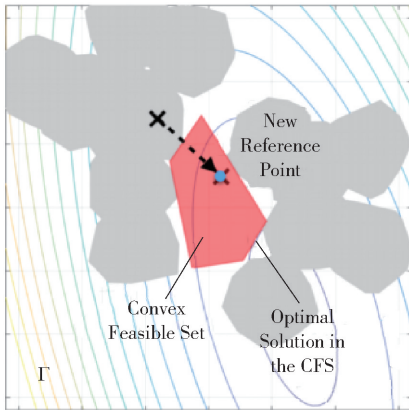 New
Reference
Point
Convex
Feasible Set
Optimal
Solution in
the CFS
Γ